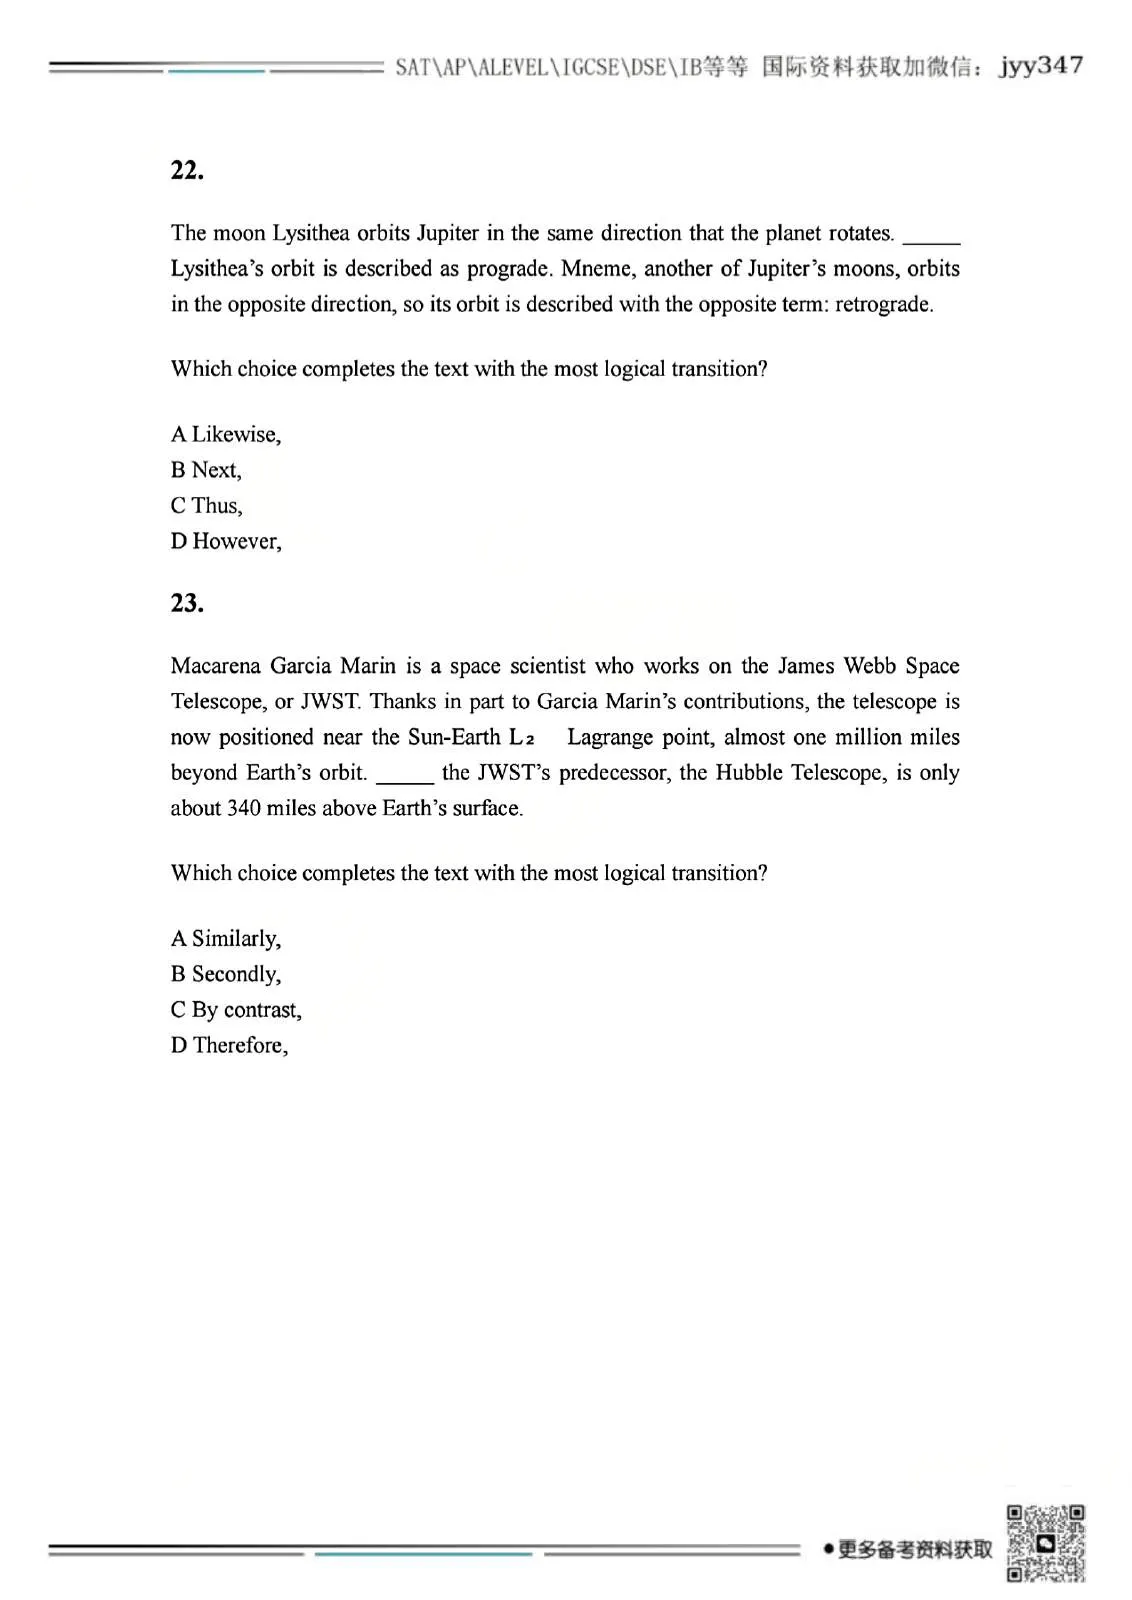 SAT\AP\ALEVEL\IGCSE\DSE\IB等等 国际资料获取加微信: jyy347
22.
The moon Lysithea orbits Jupiter in the same direction that the planet rotates. _____
Lysithea's orbit is described as prograde. Mneme, another of Jupiter's moons, orbits
in the opposite direction, so its orbit is described with the opposite term: retrograde.
Which choice completes the text with the most logical transition?
A Likewise,
B Next,
C Thus,
D However,
23.
Macarena Garcia Marin is a space scientist who works on the James Webb Space
Telescope, or JWST. Thanks in part to Garcia Marin's contributions, the telescope is
now positioned near the Sun-Earth L₂ Lagrange point, almost one million miles
beyond Earth's orbit. _____ the JWST's predecessor, the Hubble Telescope, is only
about 340 miles above Earth's surface.
Which choice completes the text with the most logical transition?
A Similarly,
B Secondly,
C By contrast,
D Therefore,
●更多备考资料获取